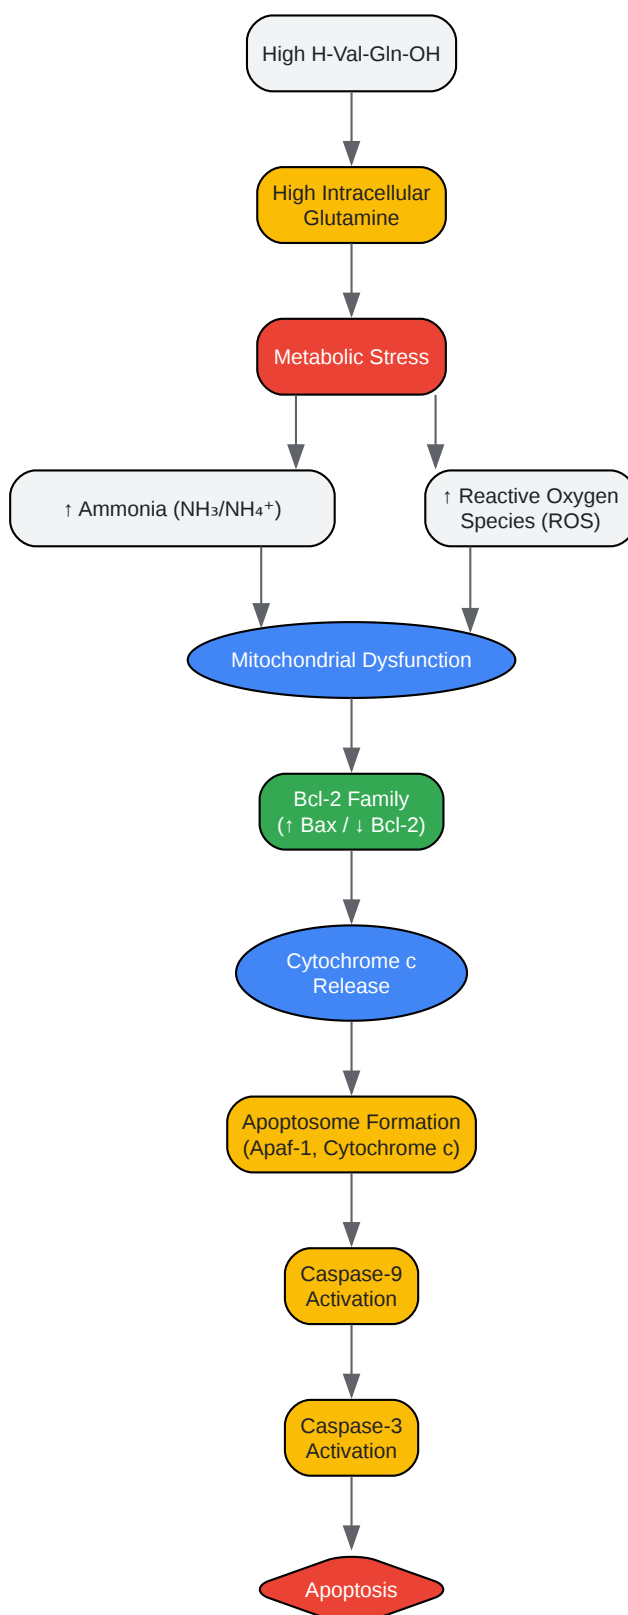 High H-Val-Gln-OH
High Intracellular
Glutamine
Metabolic Stress
↑ Ammonia (NH₃/NH₄⁺)
↑ Reactive Oxygen
Species (ROS)
Mitochondrial Dysfunction
Bcl-2 Family
(↑ Bax / ↓ Bcl-2)
Cytochrome c
Release
Apoptosome Formation
(Apaf-1, Cytochrome c)
Caspase-9
Activation
Caspase-3
Activation
Apoptosis